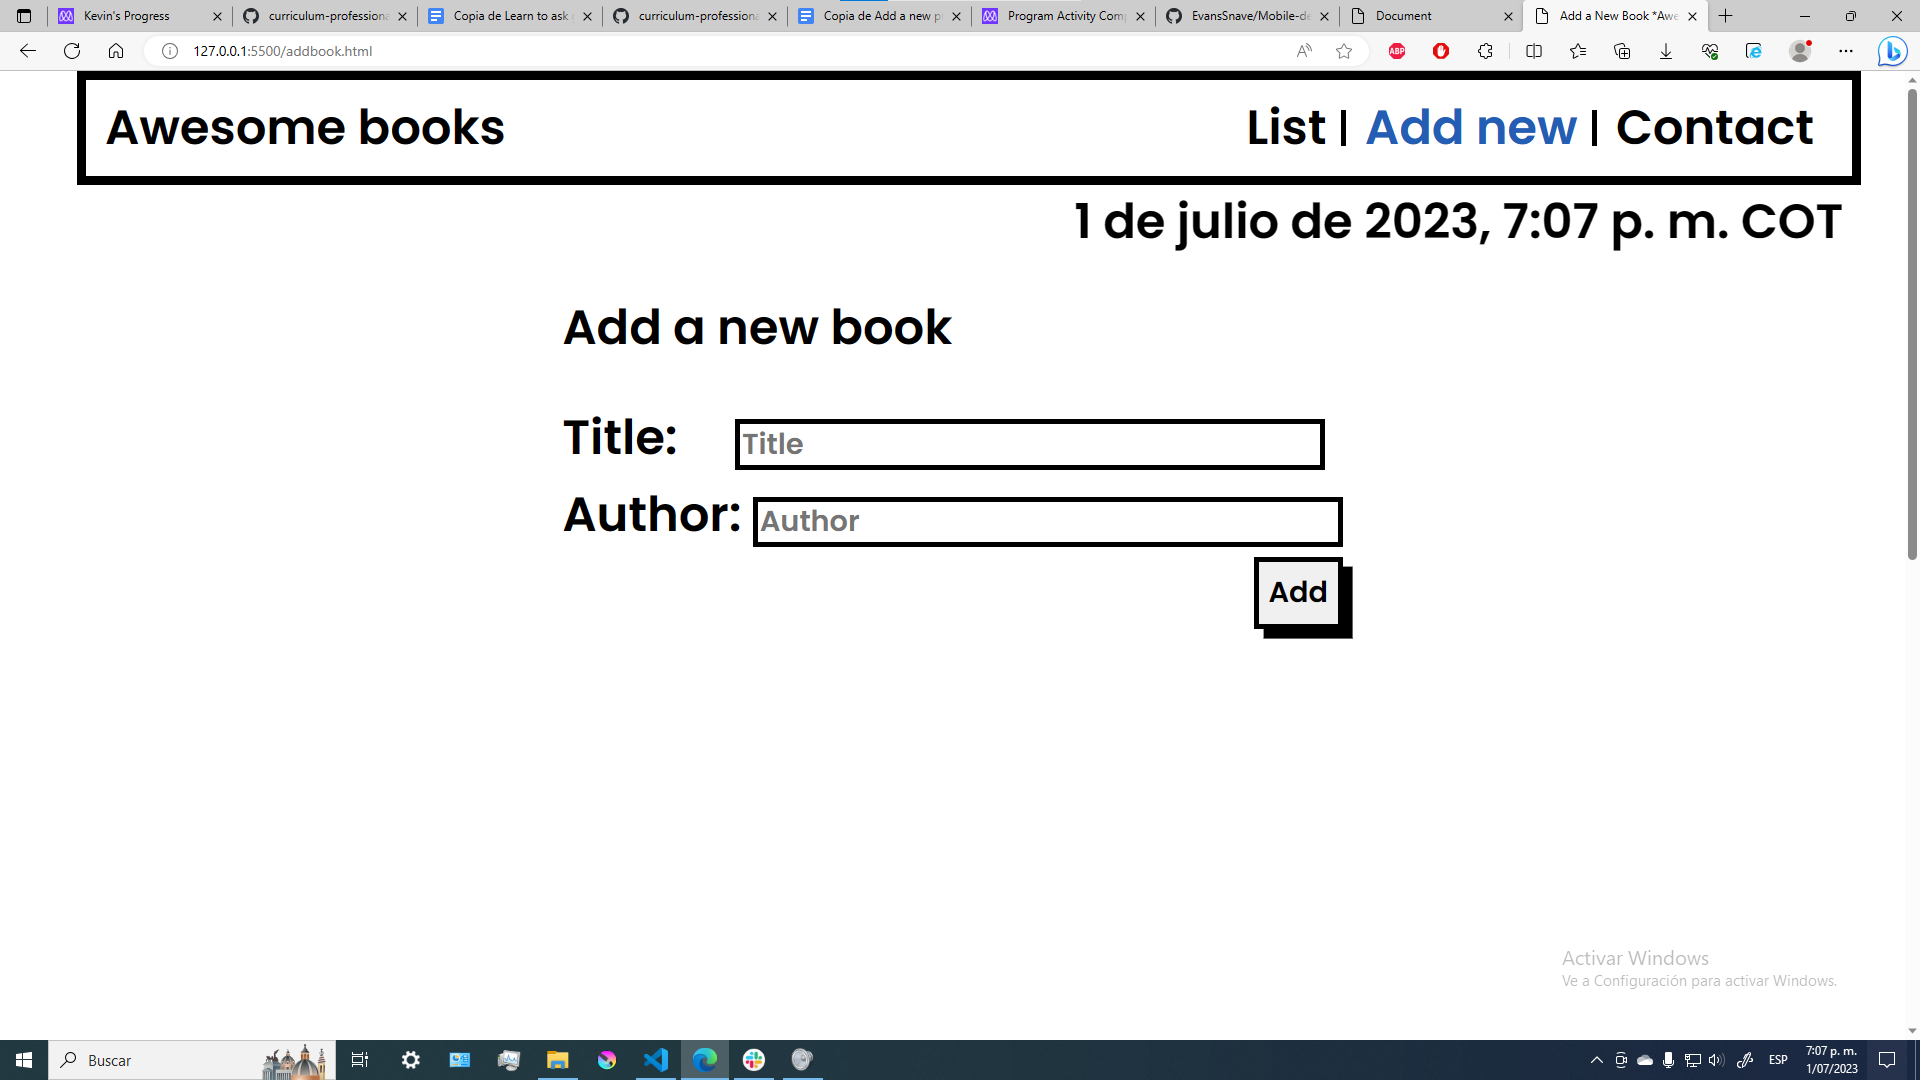 Kevin's Progress
curriculum-professiona
Copia de Learn to ask
curriculum-professiona
Copia de Add a new p
Program Activity Comp
EvansSnave/Mobile-de
Document
Add a New Book *Awe
127.0.0.1:5500/addbook.html
ABP
Awesome books
List | Add new | Contact
1 de julio de 2023, 7:07 p. m. COT
Add a new book
Title: Title
Author: Author
Add
Activar Windows
Ve a Configuración para activar Windows.
Buscar
ESP
7:07 p. m.
1/07/2023